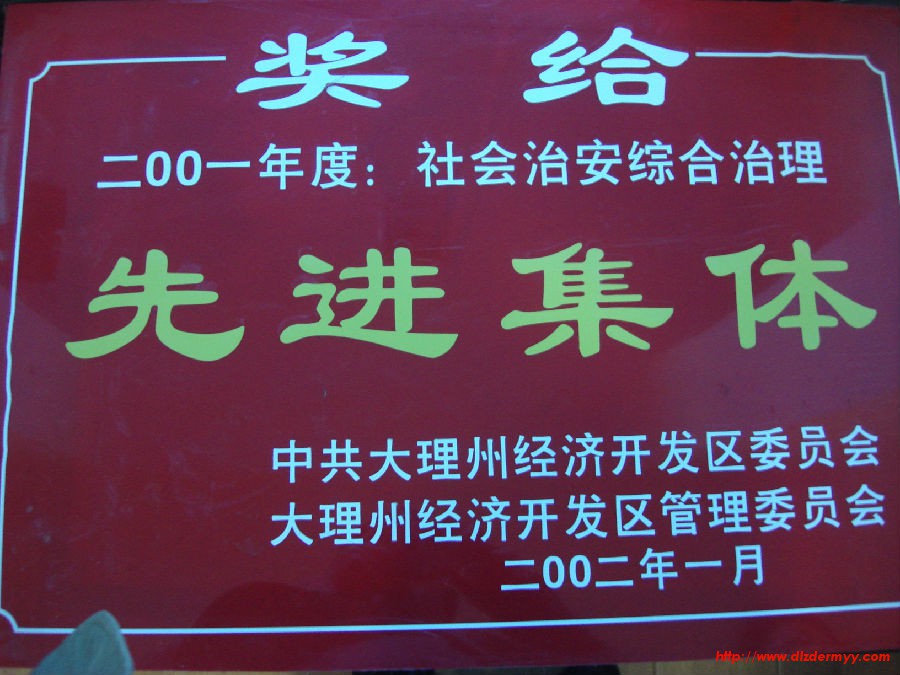 奖给
二00一年度：社会治安综合治理
先进集体
中共大理州经济开发区委员会
大理州经济开发区管理委员会
二00二年一月
http://www.dlzdermyy.com